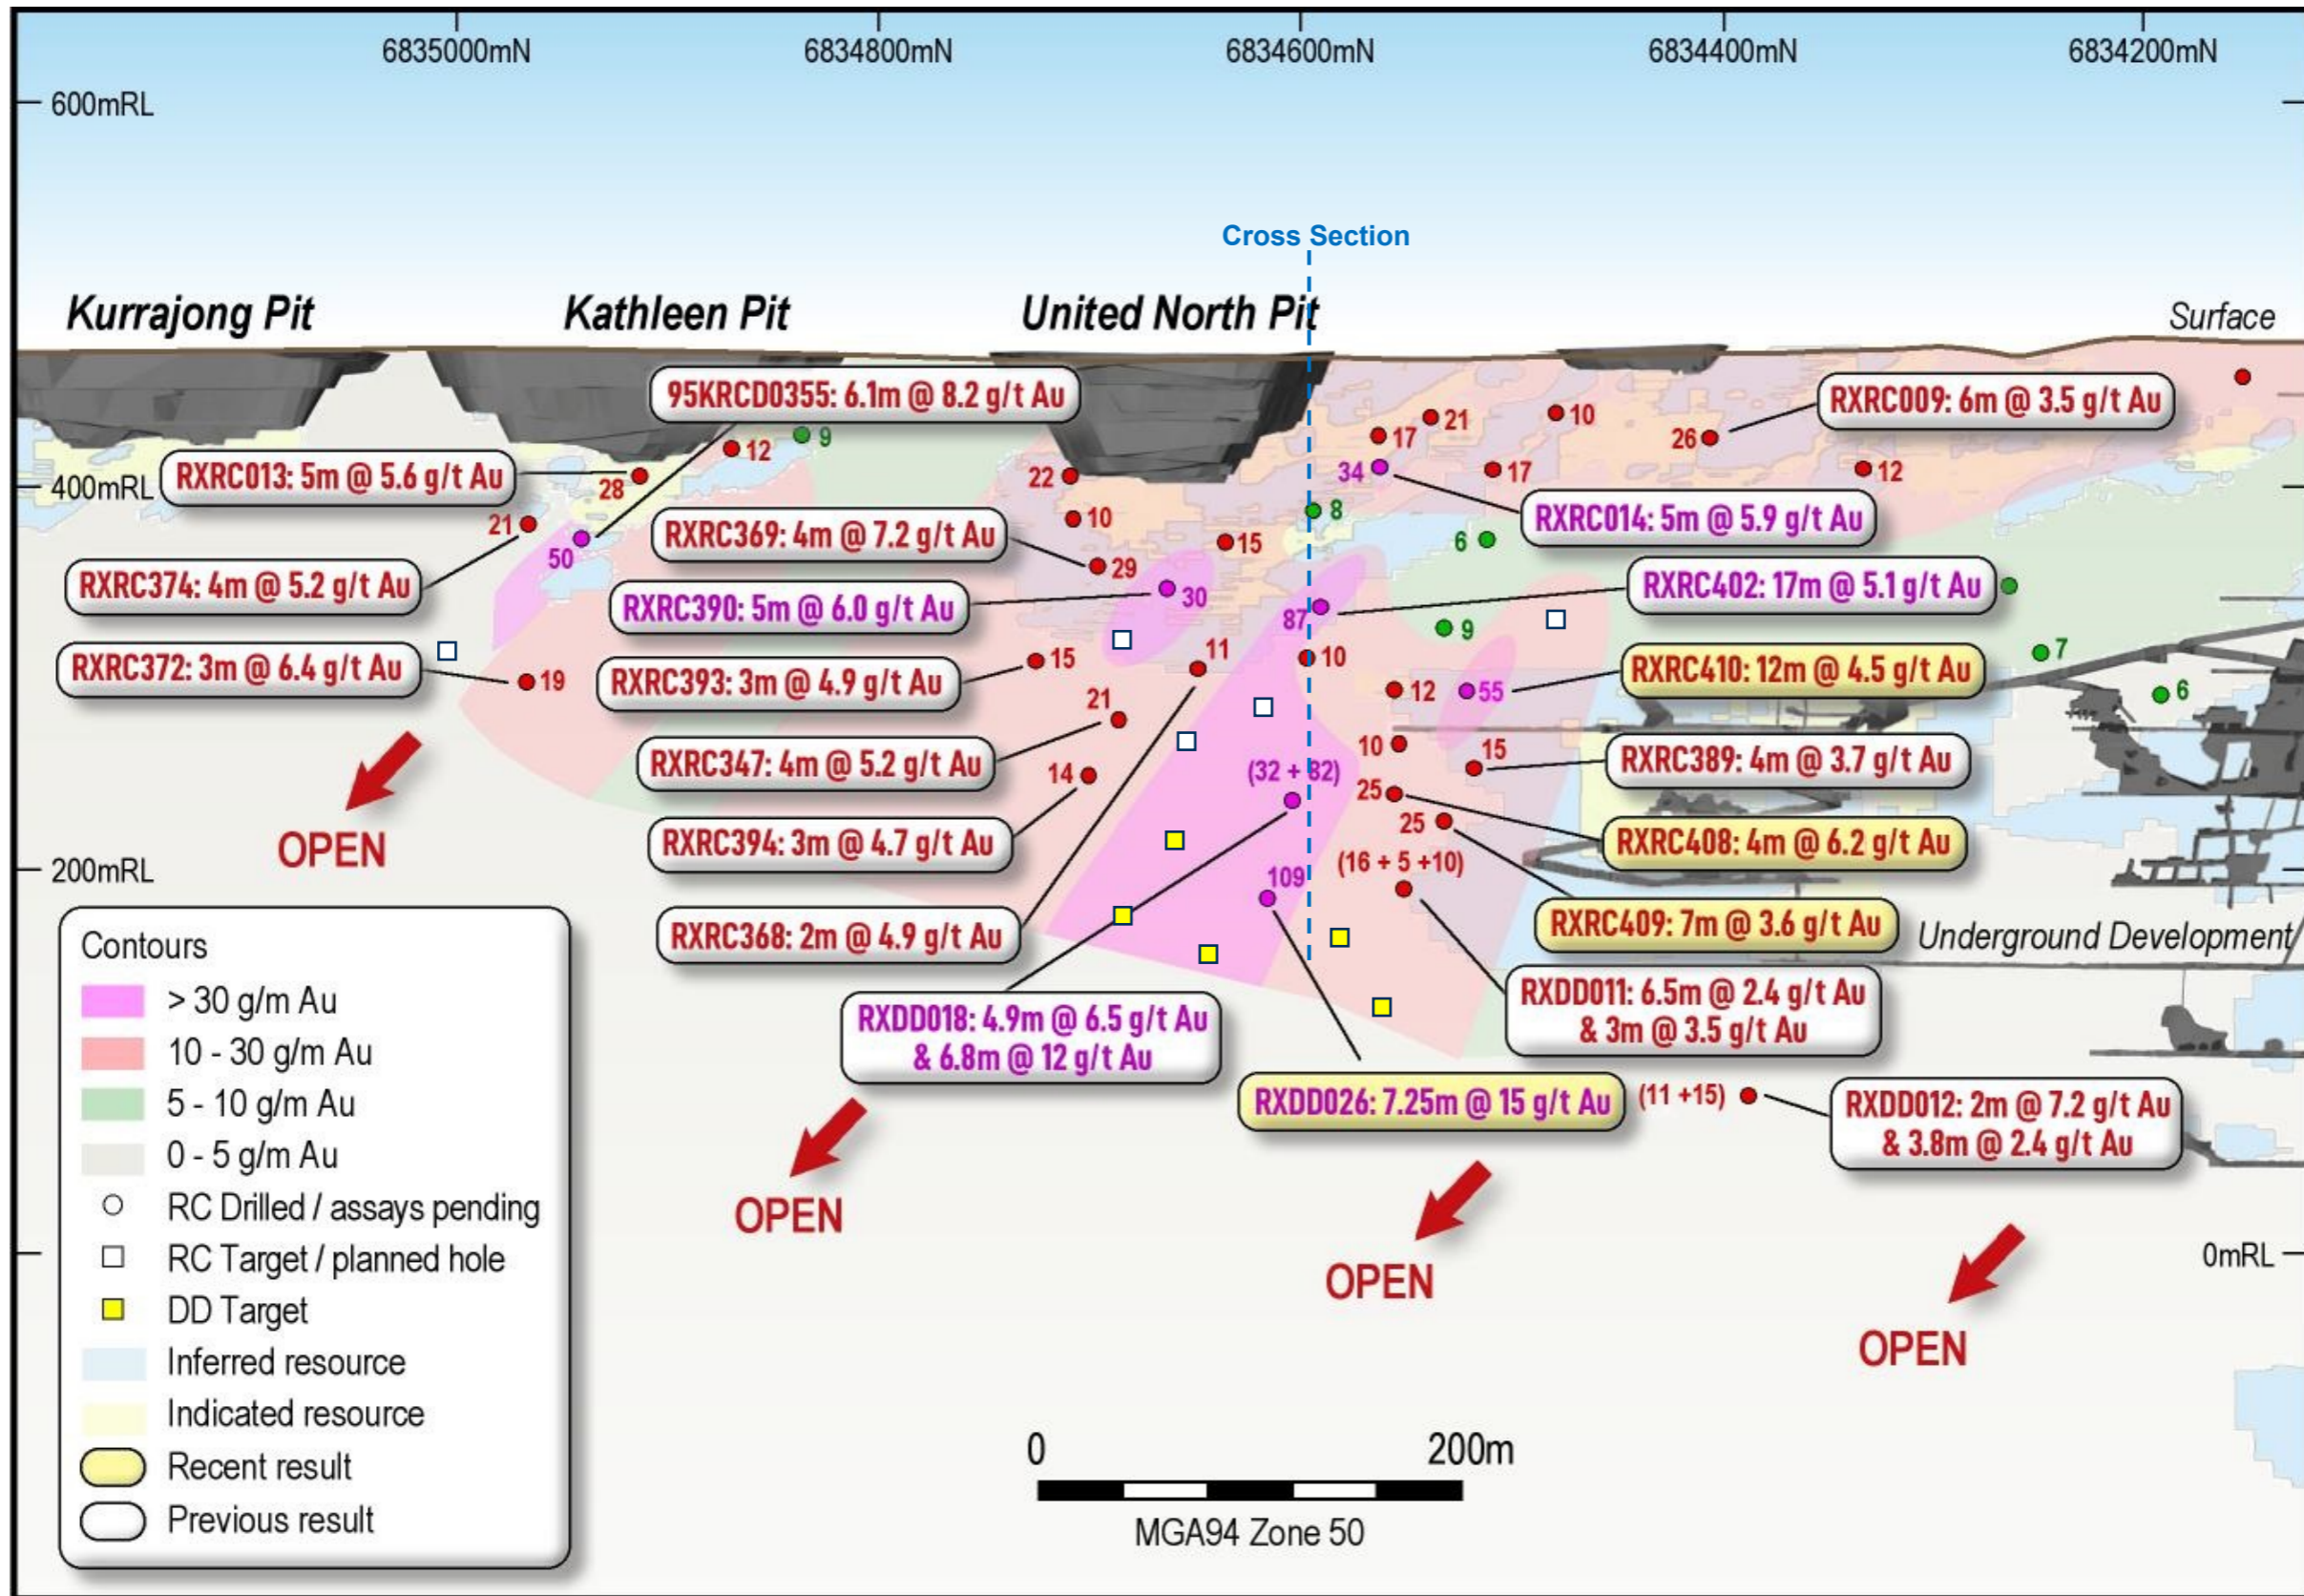 6835000mN
6834800mN
6834600mN
6834400mN
6834200mN
600mRL
Cross Section
Kurrajong Pit
Kathleen Pit
United North Pit
Surface
95KRCD0355: 6.1m @ 8.2 g/t Au
RXRC009: 6m @ 3.5 g/t Au
21
10
17
26
12
9
RXRC013: 5m @ 5.6 g/t Au
28
22
34
17
12
400mRL
RXRC014: 5m @ 5.9 g/t Au
21
10
8
RXRC369: 4m @ 7.2 g/t Au
15
6
50
29
RXRC374: 4m @ 5.2 g/t Au
RXRC402: 17m @ 5.1 g/t Au
RXRC390: 5m @ 6.0 g/t Au
30
87
9
RXRC372: 3m @ 6.4 g/t Au
19
RXRC393: 3m @ 4.9 g/t Au
15
11
10
7
RXRC410: 12m @ 4.5 g/t Au
12
55
6
21
RXRC347: 4m @ 5.2 g/t Au
10
15
RXRC389: 4m @ 3.7 g/t Au
14
(32 + 82)
25
OPEN
RXRC394: 3m @ 4.7 g/t Au
25
RXRC408: 4m @ 6.2 g/t Au
200mRL
109
(16 + 5 +10)
RXRC368: 2m @ 4.9 g/t Au
RXRC409: 7m @ 3.6 g/t Au
Underground Development
RXDD018: 4.9m @ 6.5 g/t Au
& 6.8m @ 12 g/t Au
RXDD011: 6.5m @ 2.4 g/t Au
& 3m @ 3.5 g/t Au
RXDD026: 7.25m @ 15 g/t Au
(11 +15)
RXDD012: 2m @ 7.2 g/t Au
& 3.8m @ 2.4 g/t Au
OPEN
OPEN
OPEN
0mRL
Contours
> 30 g/m Au
10 - 30 g/m Au
5 - 10 g/m Au
0 - 5 g/m Au
RC Drilled / assays pending
RC Target / planned hole
DD Target
Inferred resource
Indicated resource
Recent result
Previous result
0
200m
MGA94 Zone 50